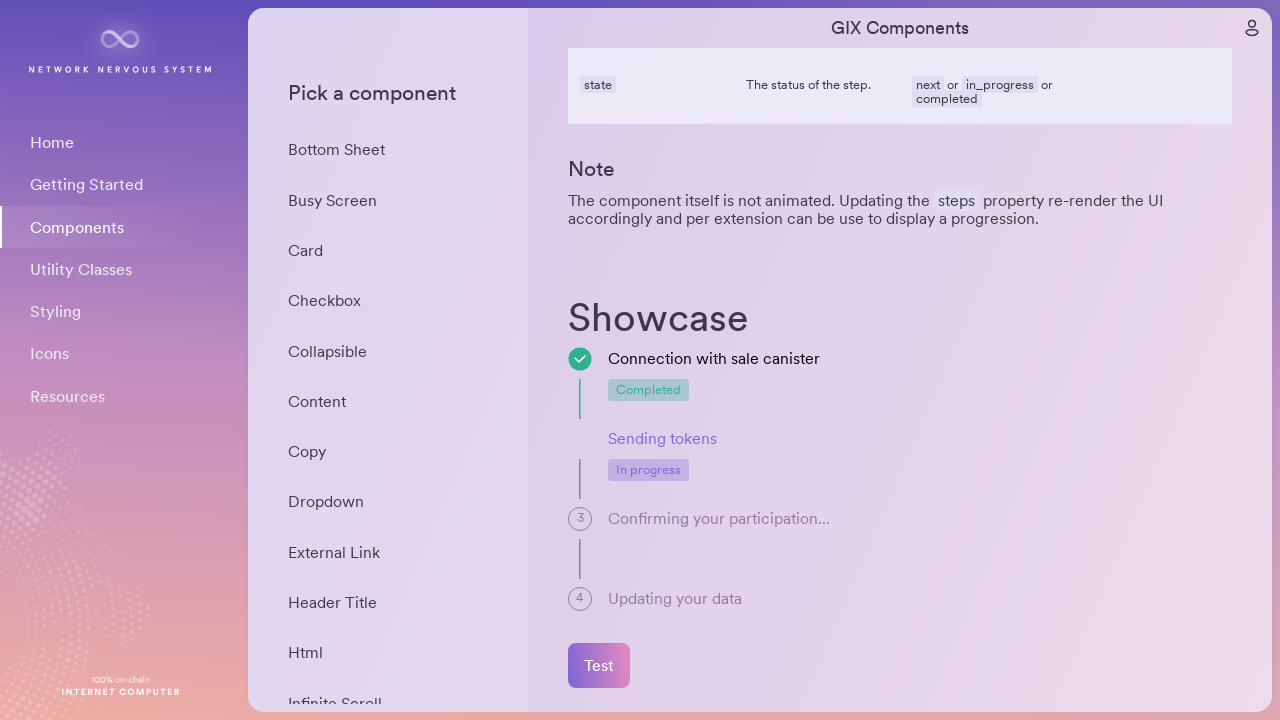 NETWORK NERVOUS SYSTEM
Home
Getting Started
Components
Utility Classes
Styling
Icons
Resources
100% on-chain
INTERNET COMPUTER
Pick a component
Bottom Sheet
Busy Screen
Card
Checkbox
Collapsible
Content
Copy
Dropdown
External Link
Header Title
Html
Infinite Scroll
GIX Components
state The status of the step. next or in_progress or
completed
Note
The component itself is not animated. Updating the steps property re-render the UI
accordingly and per extension can be use to display a progression.
Showcase
Connection with sale canister
Completed
Sending tokens
In progress
3 Confirming your participation...
4 Updating your data
Test